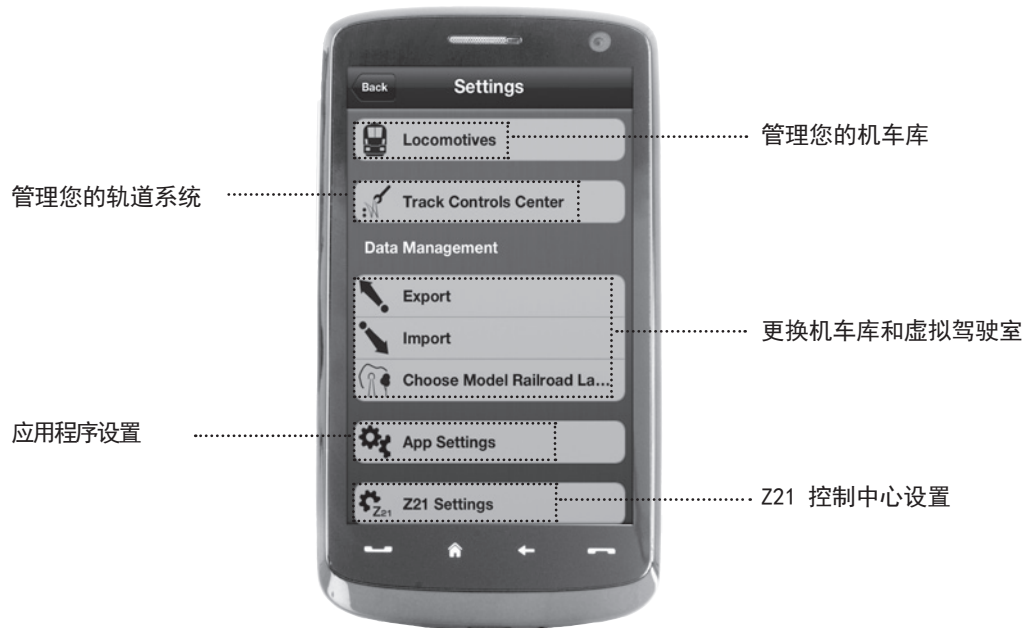 Back
Settings
Locomotives
管理您的机车库
管理您的轨道系统
Track Controls Center
Data Management
Export
Import
更换机车库和虚拟驾驶室
Choose Model Railroad La...
应用程序设置
App Settings
Z21
Z21 Settings
Z21 控制中心设置